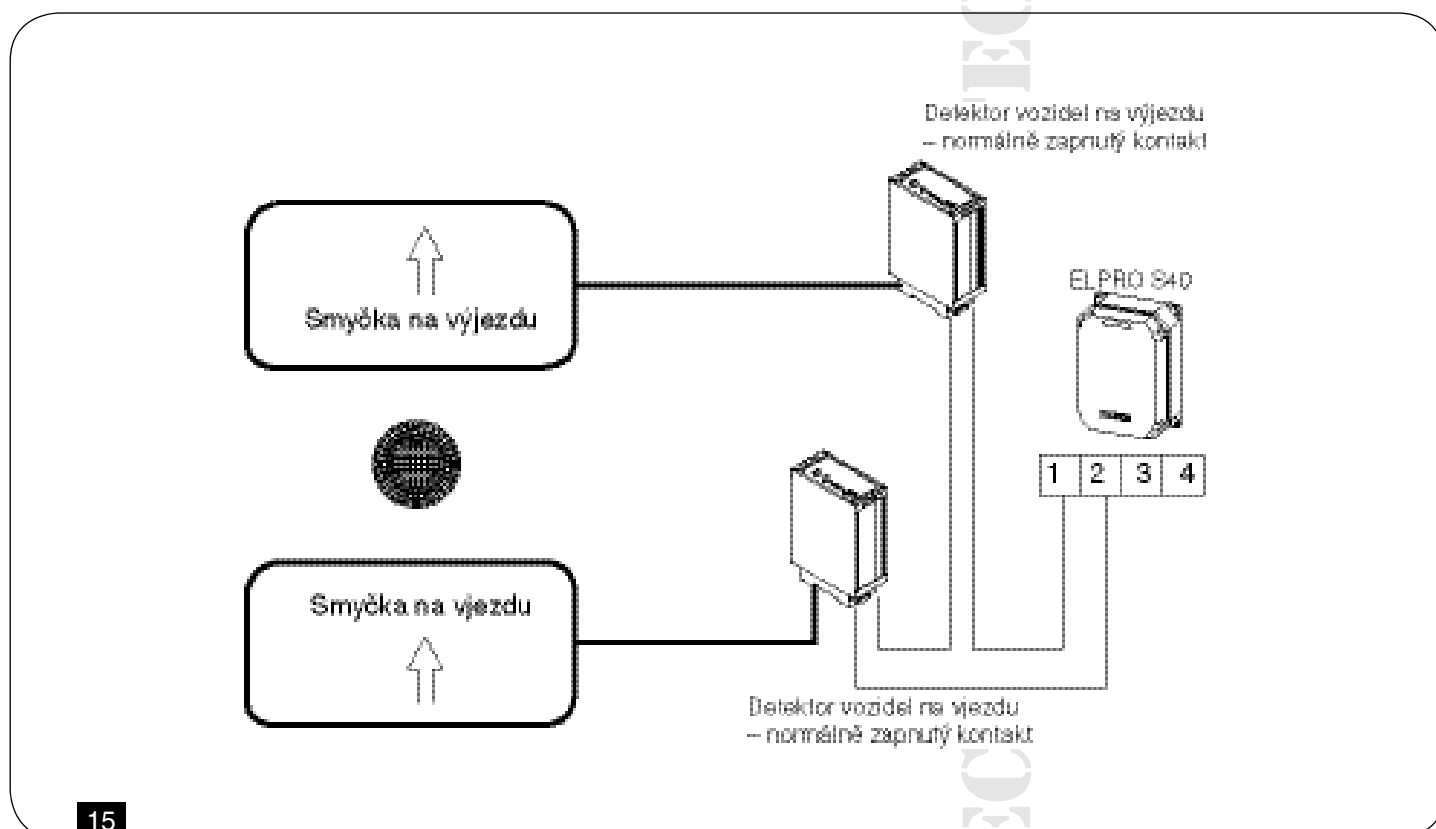 Detektor vozidel na výjezdu
– normálně zapnutý kontakt
Smyčka na výjezdu
ELPRO S40
1 2 3 4
Smyčka na vjezdu
Detektor vozidel na vjezdu
– normálně zapnutý kontakt
15